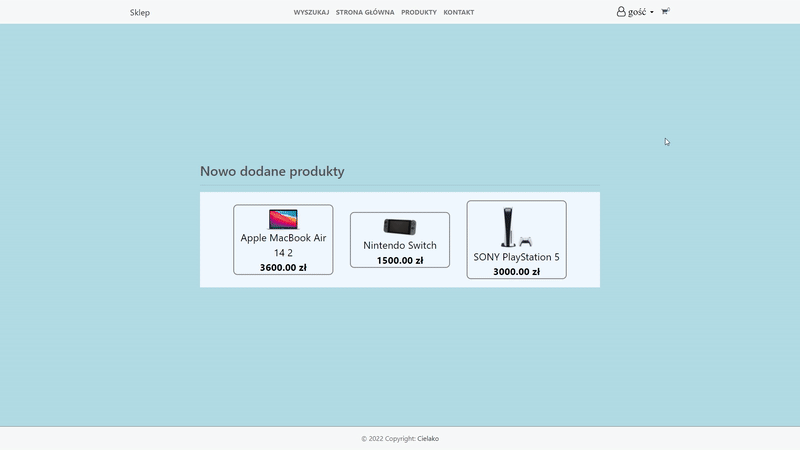 Sklep
WYSZUKAJ STRONA GŁÓWNA PRODUKTY KONTAKT
gość
Nowo dodane produkty
Apple MacBook Air
14 2
3600.00 zł
Nintendo Switch
1500.00 zł
SONY PlayStation 5
3000.00 zł
© 2022 Copyright: Cielako